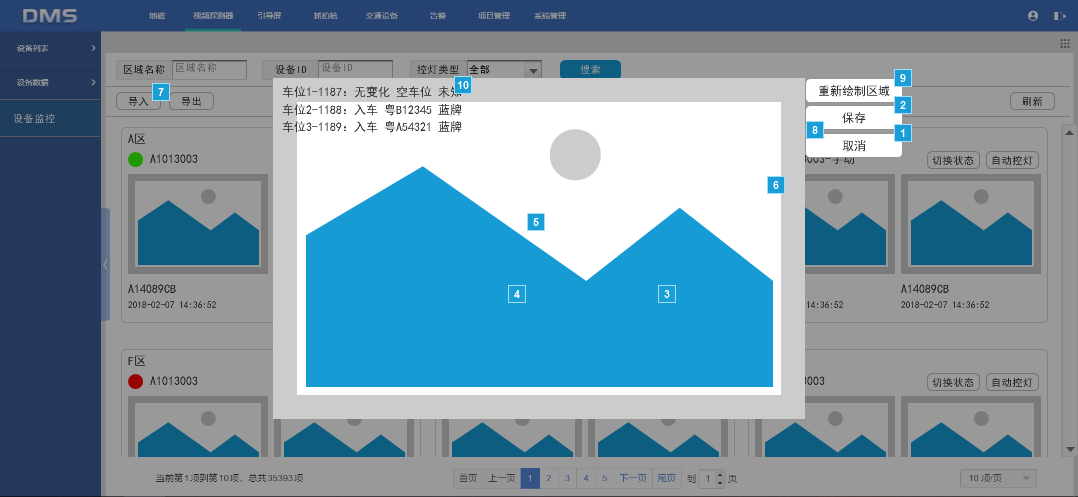 DMS 地磁 视频探测器 引导屏 抓拍枪 交通设备 告警 项目管理 系统管理
设备列表
设备数据
设备监控
区域名称 区域名称 设备ID 设备ID 控灯类型 全部 搜索
导入 7 导出 刷新
车位1-1187: 无变化 空车位 未知 10
车位2-1188: 入车 粤B12345 蓝牌
车位3-1189: 入车 粤A54321 蓝牌
9
重新绘制区域
2
保存
8 1
取消
6
5
4 3
A区
A1013003 003-手动 切换状态 自动控灯
A14089CB A14089CB
2018-02-07 14:36:52 14:36:52 2018-02-07 14:36:52
F区
A1013003 003 切换状态 自动控灯
当前第1项到第10项，总共35393项 首页 上一页 1 2 3 4 5 下一页 尾页 到 1 页 10 项/页